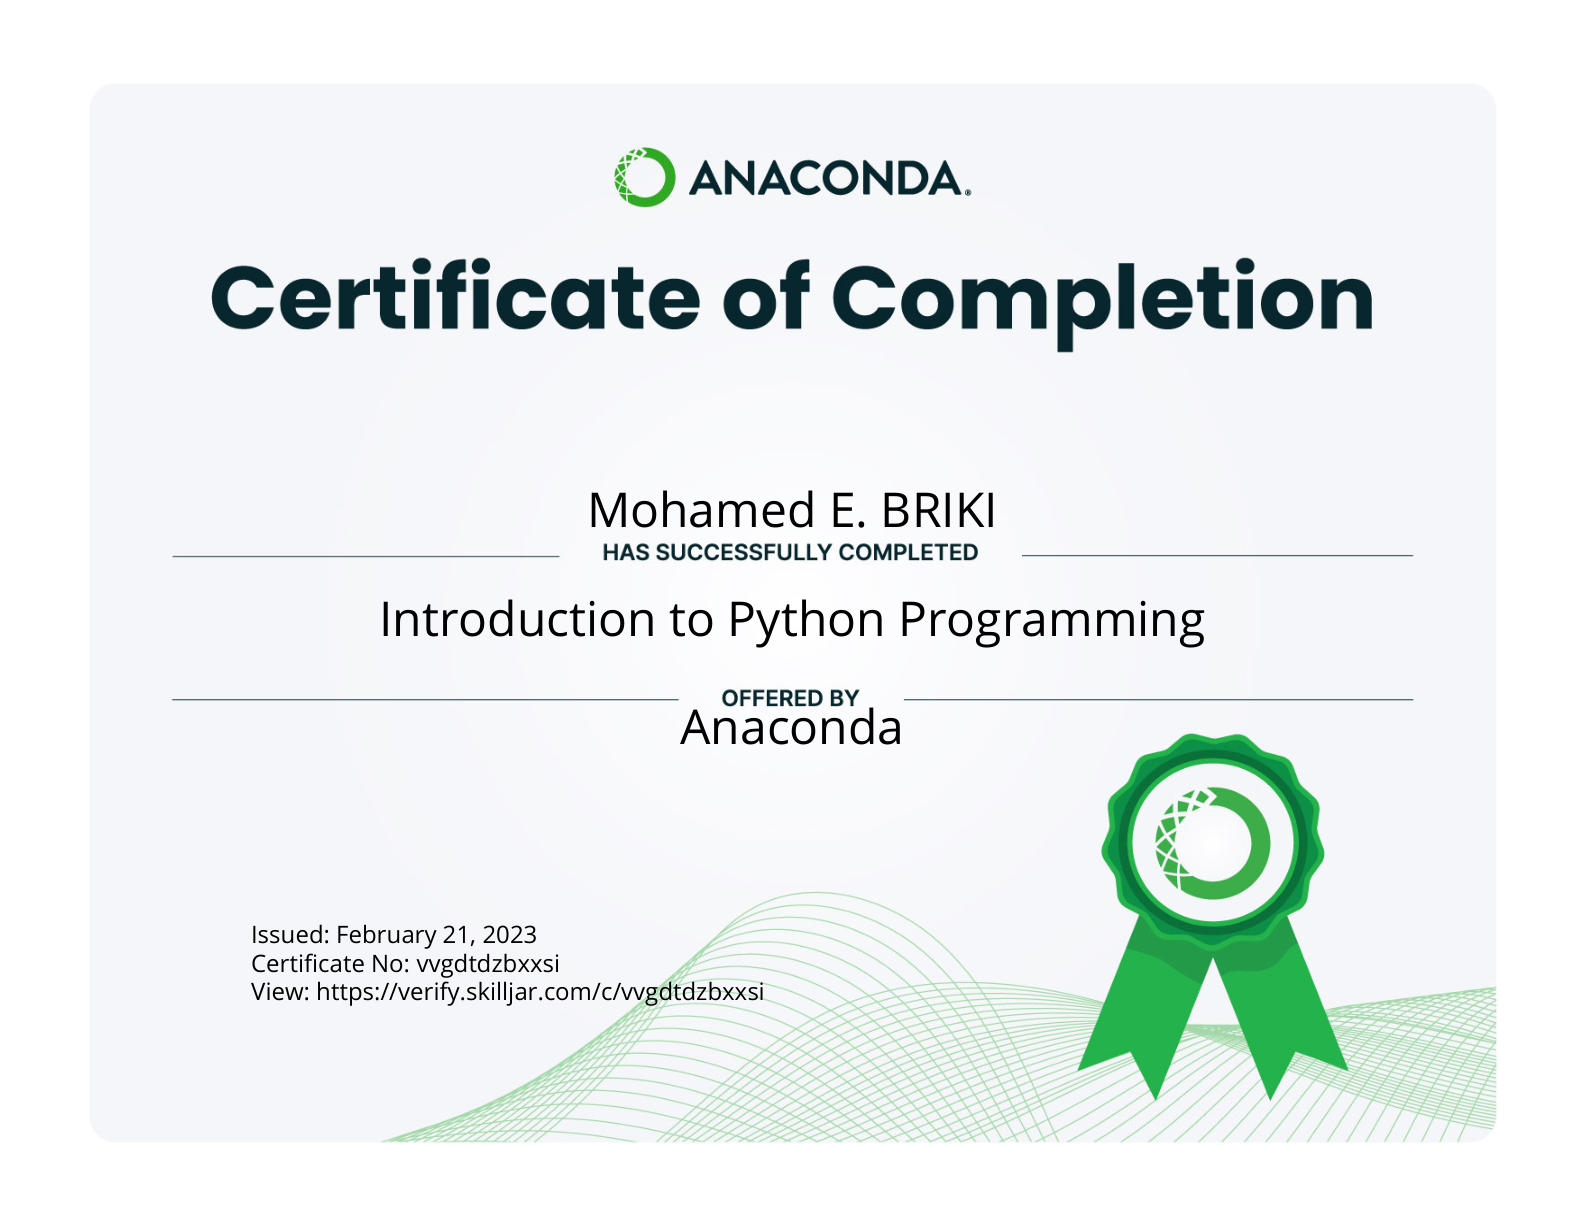 ANACONDA®
Certificate of Completion
Mohamed E. BRIKI
HAS SUCCESSFULLY COMPLETED
Introduction to Python Programming
OFFERED BY
Anaconda
Issued: February 21, 2023
Certificate No: vvgdtdzbxxsi
View: https://verify.skilljar.com/c/vvgdtdzbxxsi